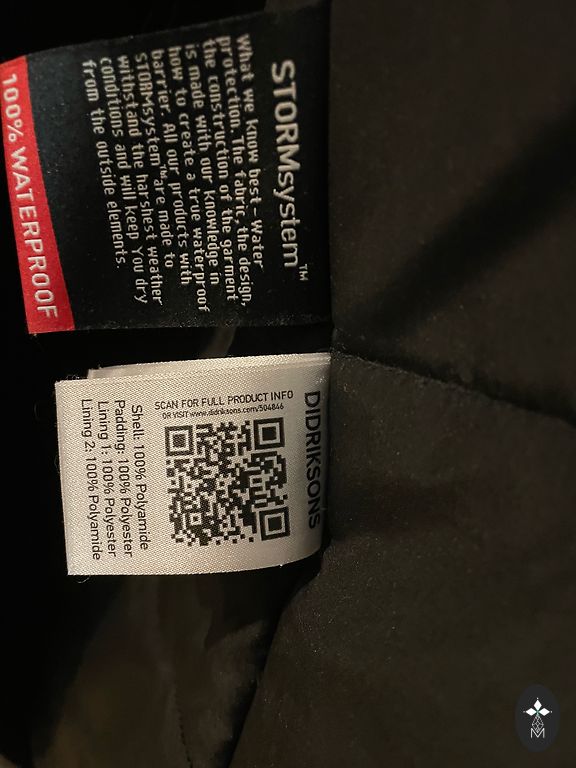 STORMsystem™
What we know best – Water
protection. The fabric, the design,
the construction of the garment
is made with our knowledge in
how to create a true waterproof
barrier. All our products with
STORMsystem™ are made to
withstand the harshest weather
conditions and will keep you dry
from the outside elements.
100% WATERPROOF
DIDRIKSONS
SCAN FOR FULL PRODUCT INFO
OR VISIT www.didriksons.com/504846
Shell: 100% Polyamide
Padding: 100% Polyester
Lining 1: 100% Polyester
Lining 2: 100% Polyamide
M